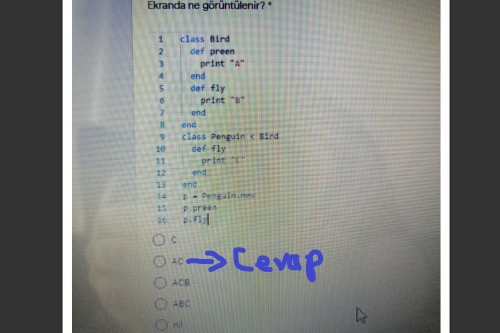 Ekranda ne görüntülenir? *
1 class Bird
2 def preen
3 print "A"
4 end
5 def fly
6 print "B"
7 end
8 end
9 class Penguin < Bird
10 def fly
11 print "C"
12 end
13 end
14 p = Penguin.new
15 p.preen
16 p.fly
C
AC → Cevap
ACB
ABC
nil